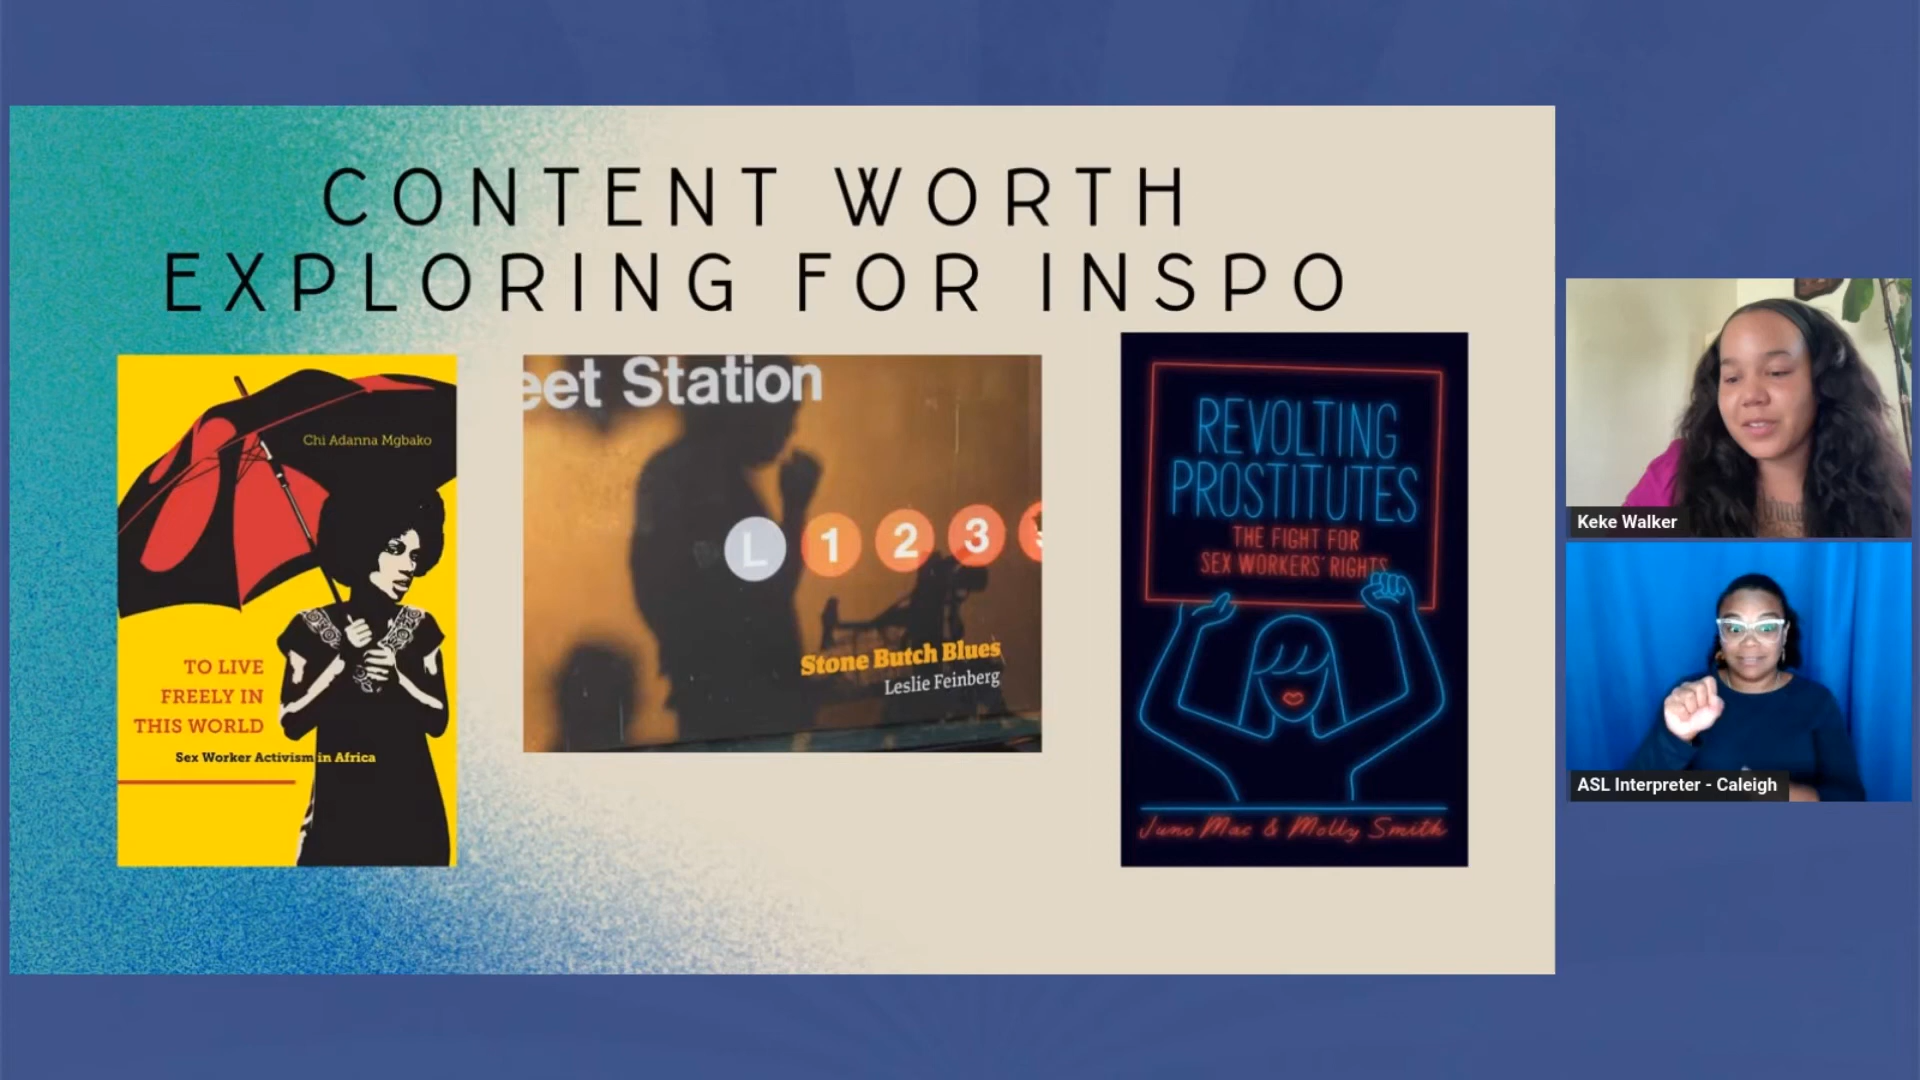 CONTENT WORTH
EXPLORING FOR INSPO
Chi Adanna Mgbako
TO LIVE
FREELY IN
THIS WORLD
Sex Worker Activism in Africa
eet Station
L 1 2 3
Stone Butch Blues
Leslie Feinberg
REVOLTING
PROSTITUTES
THE FIGHT FOR
SEX WORKERS' RIGHTS
Juno Mac & Molly Smith
Keke Walker
ASL Interpreter - Caleigh